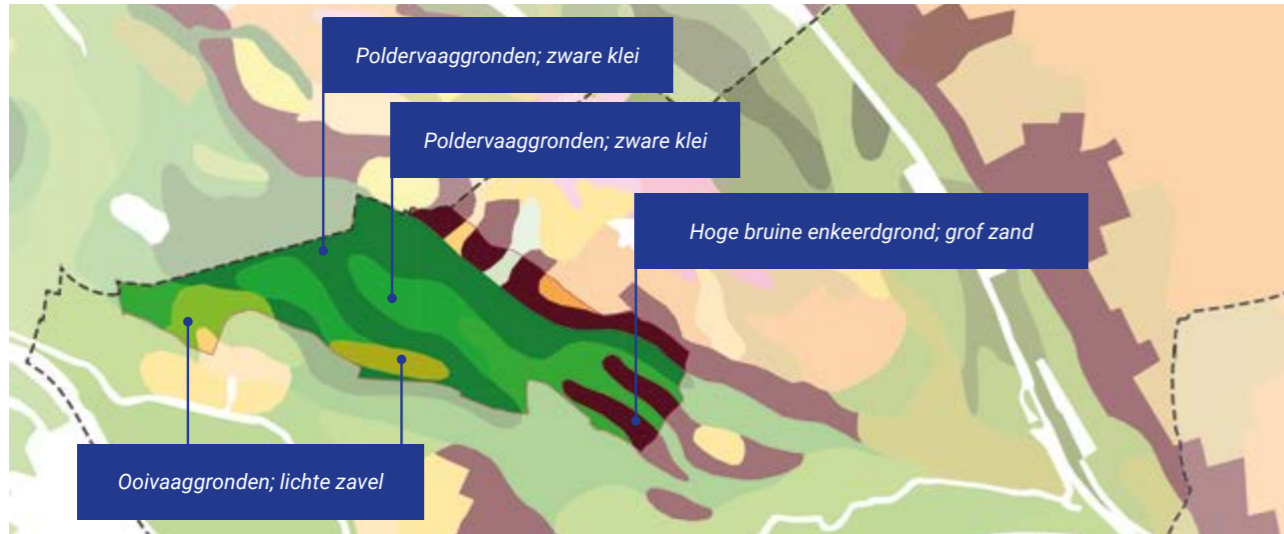 Poldervaaggronden; zware klei
Poldervaaggronden; zware klei
Hoge bruine enkeerdgrond; grof zand
Ooivaaggronden; lichte zavel